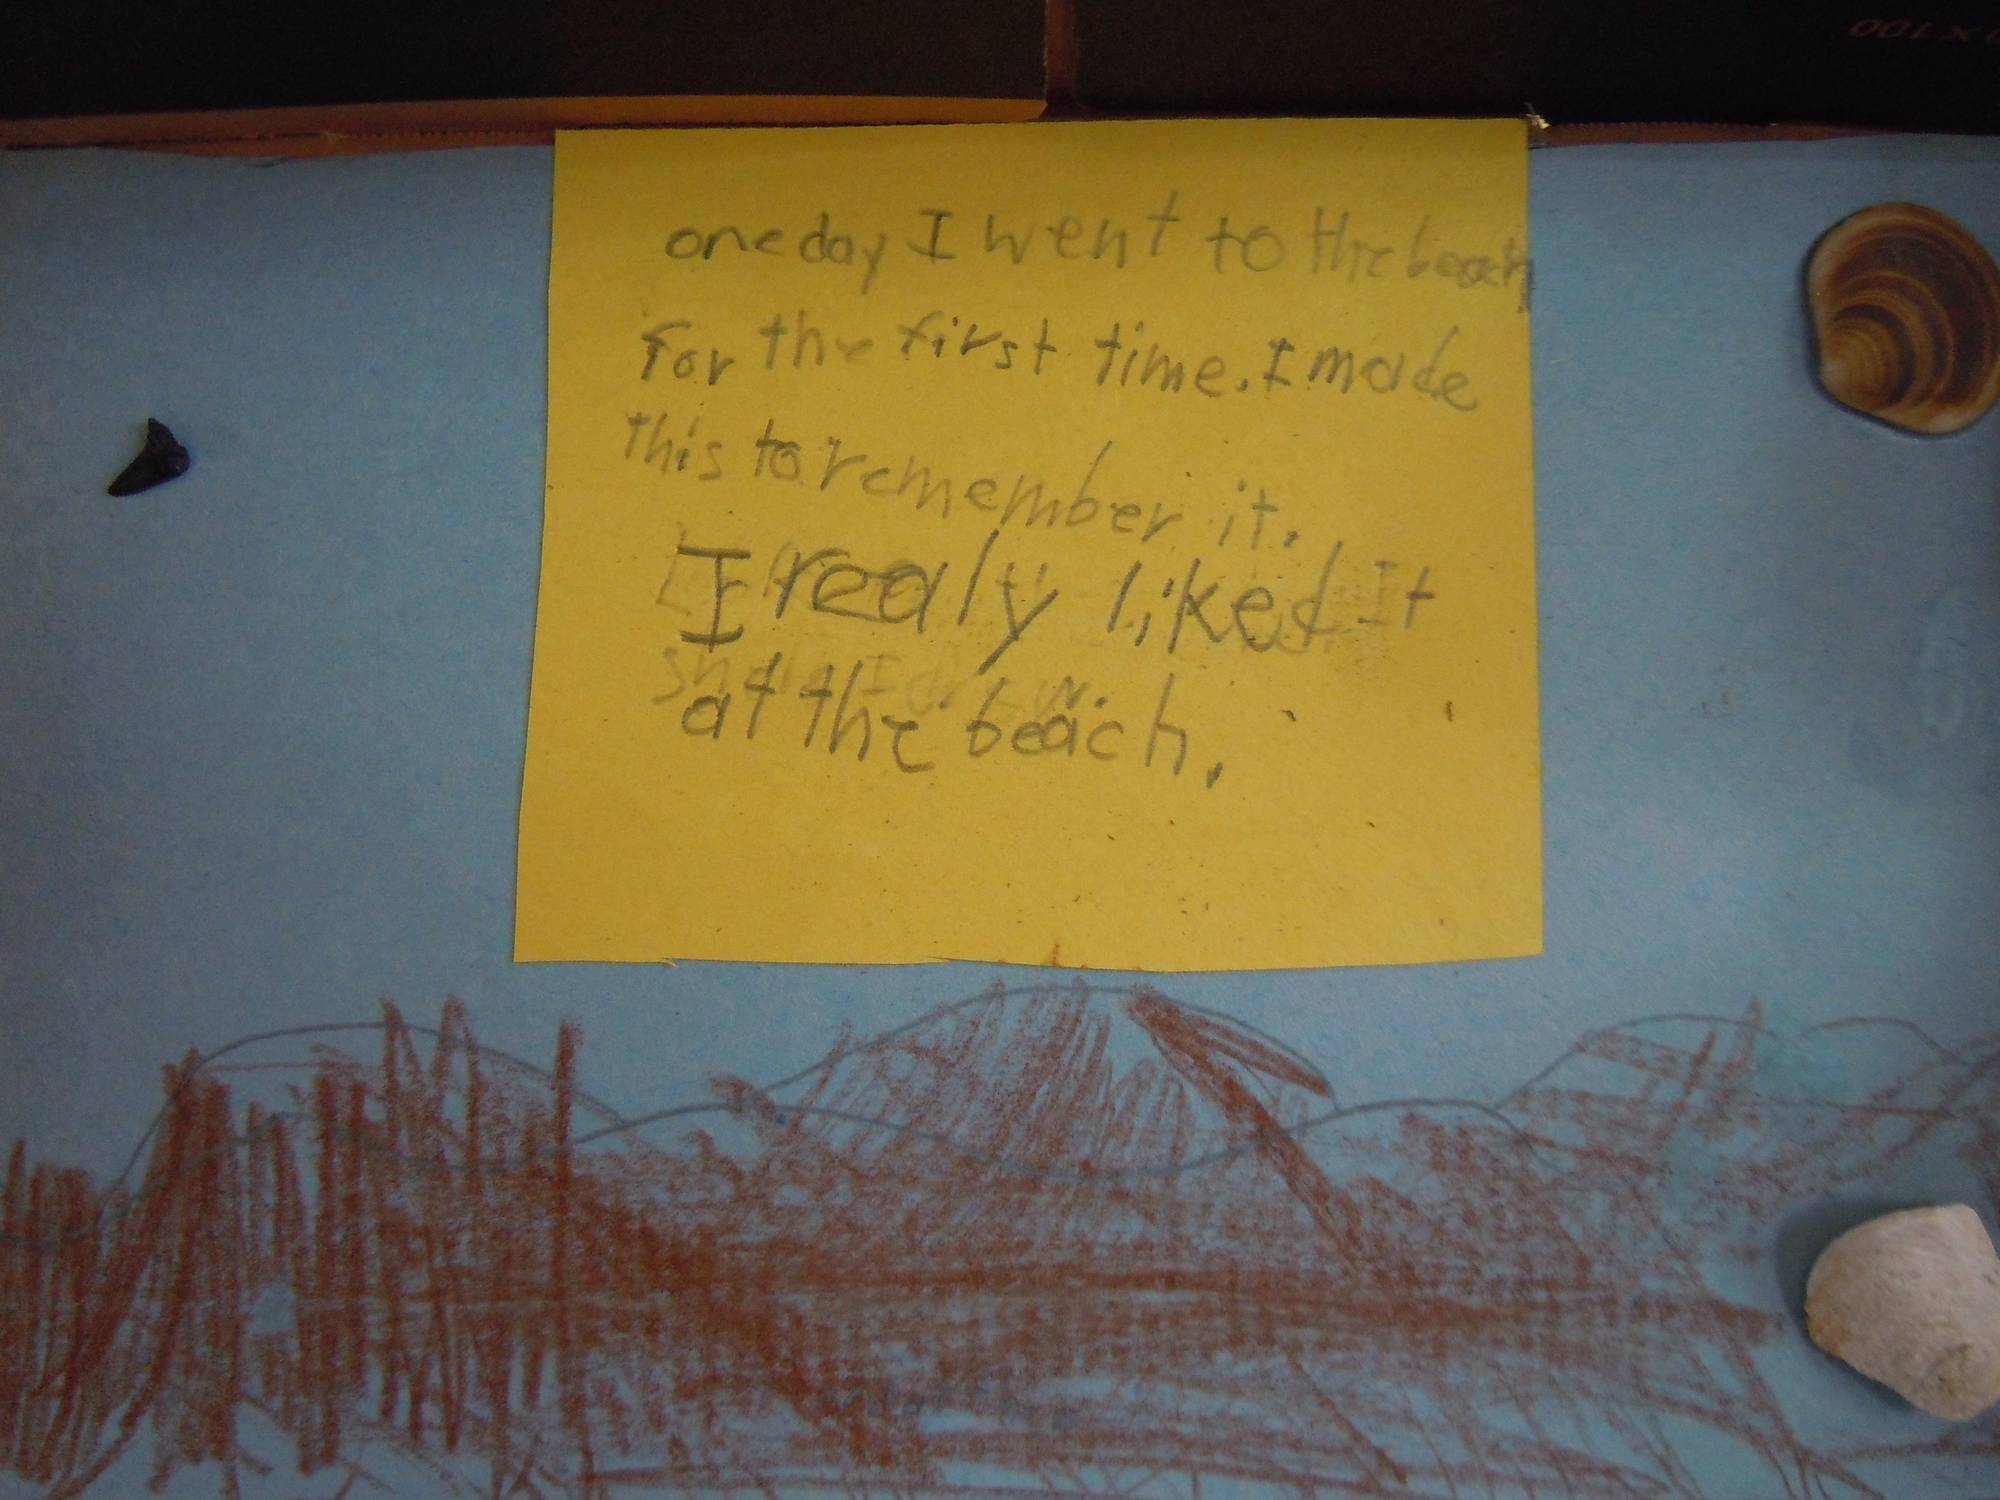 one day I went to the beach
for the first time. I made
this to remember it.
I realy liked It
at the beach.